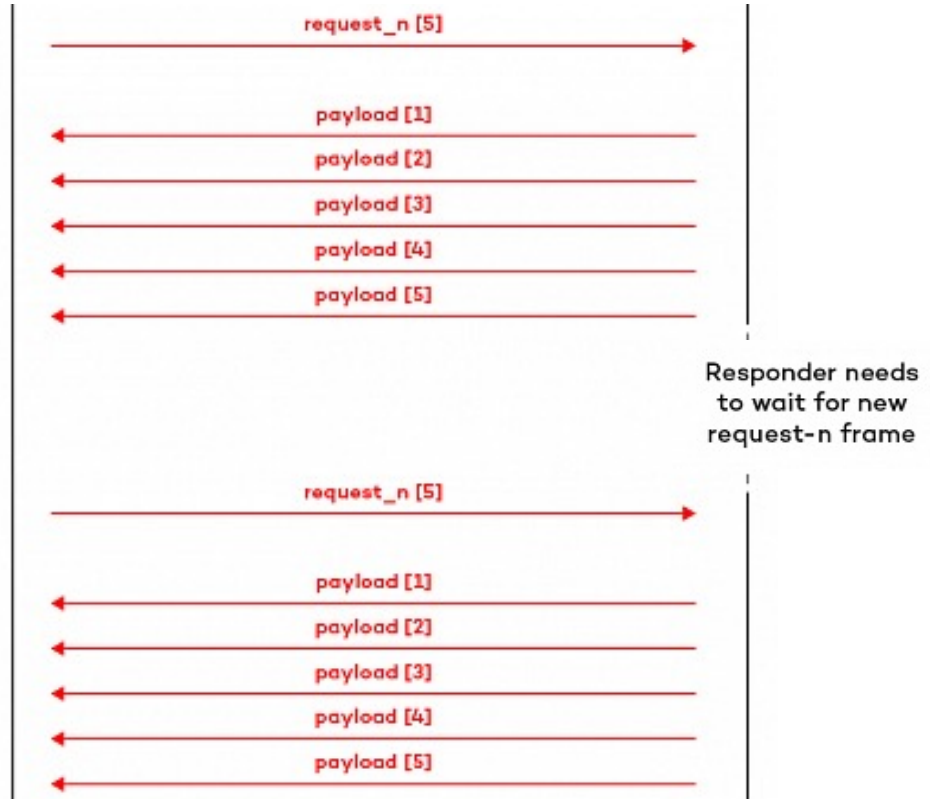 request_n [5]
payload [1]
payload [2]
payload [3]
payload [4]
payload [5]
Responder needs
to wait for new
request-n frame
request_n [5]
payload [1]
payload [2]
payload [3]
payload [4]
payload [5]